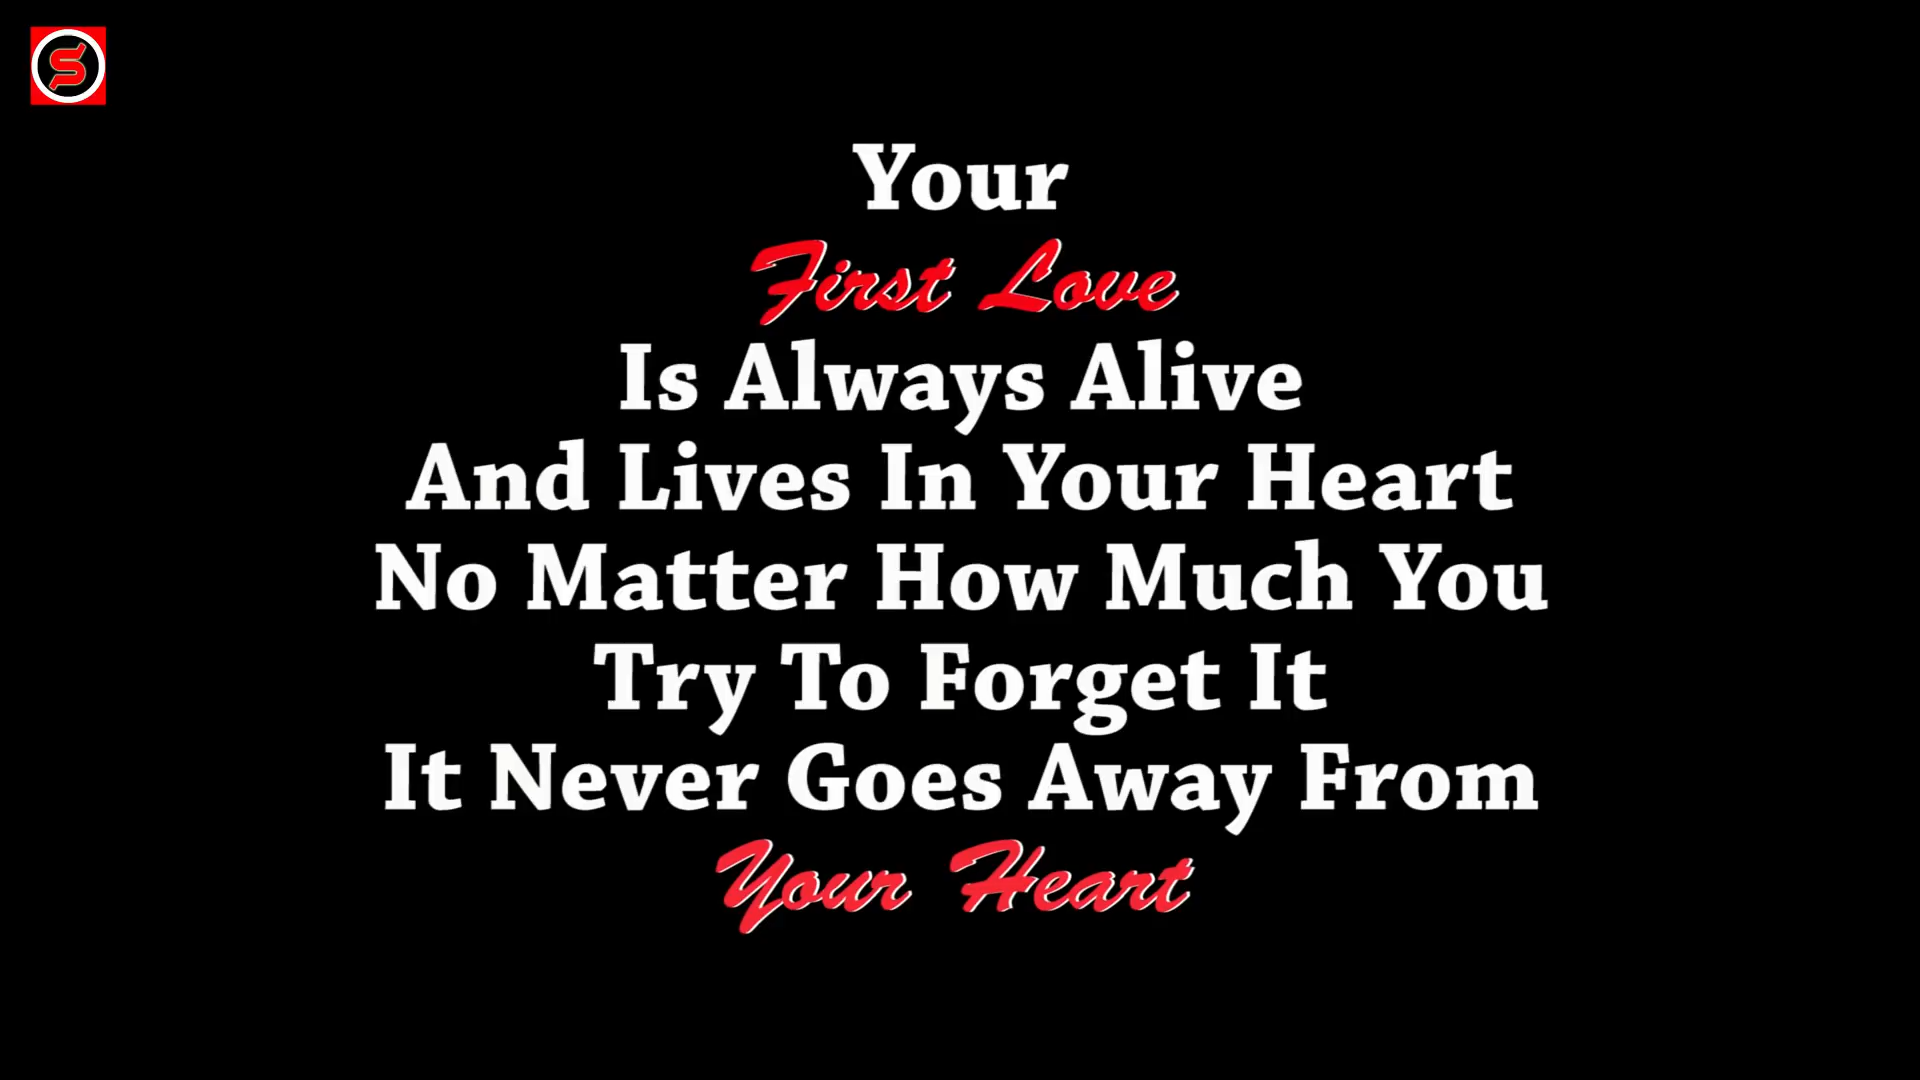 S
Your
First Love
Is Always Alive
And Lives In Your Heart
No Matter How Much You
Try To Forget It
It Never Goes Away From
Your Heart